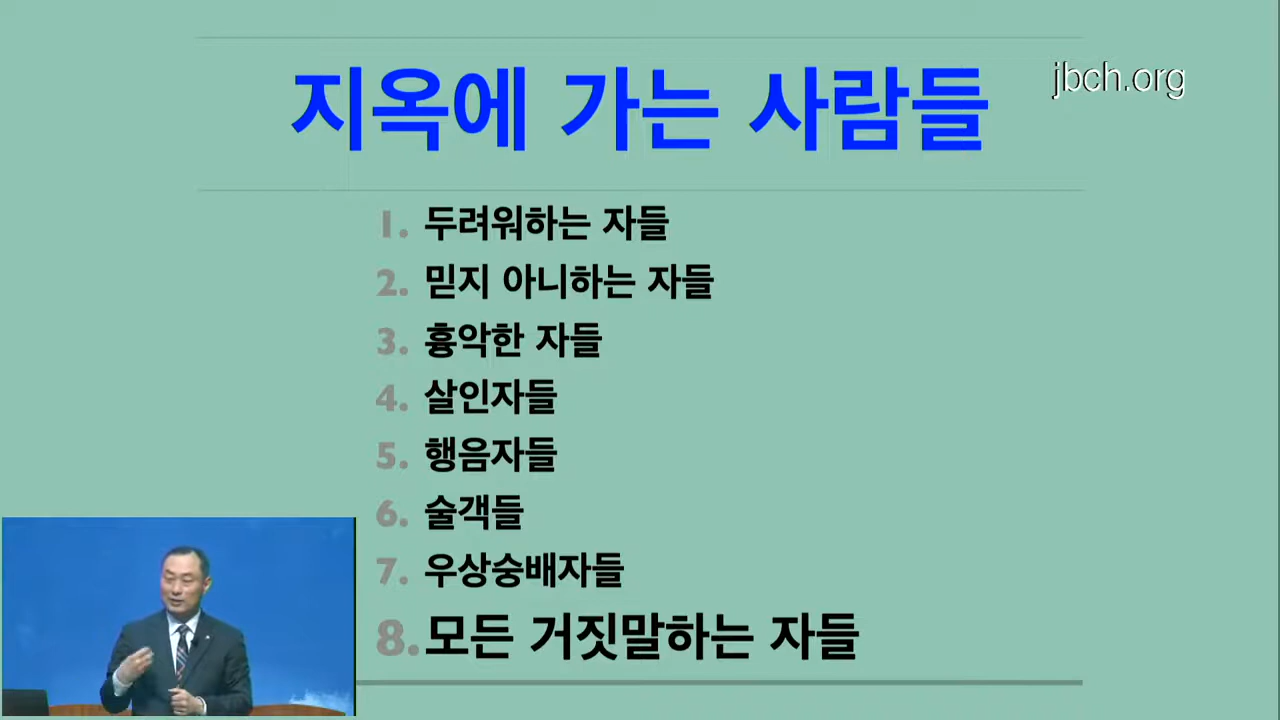 지옥에 가는 사람들
jbch.org
1. 두려워하는 자들
2. 믿지 아니하는 자들
3. 흉악한 자들
4. 살인자들
5. 행음자들
6. 술객들
7. 우상숭배자들
8. 모든 거짓말하는 자들